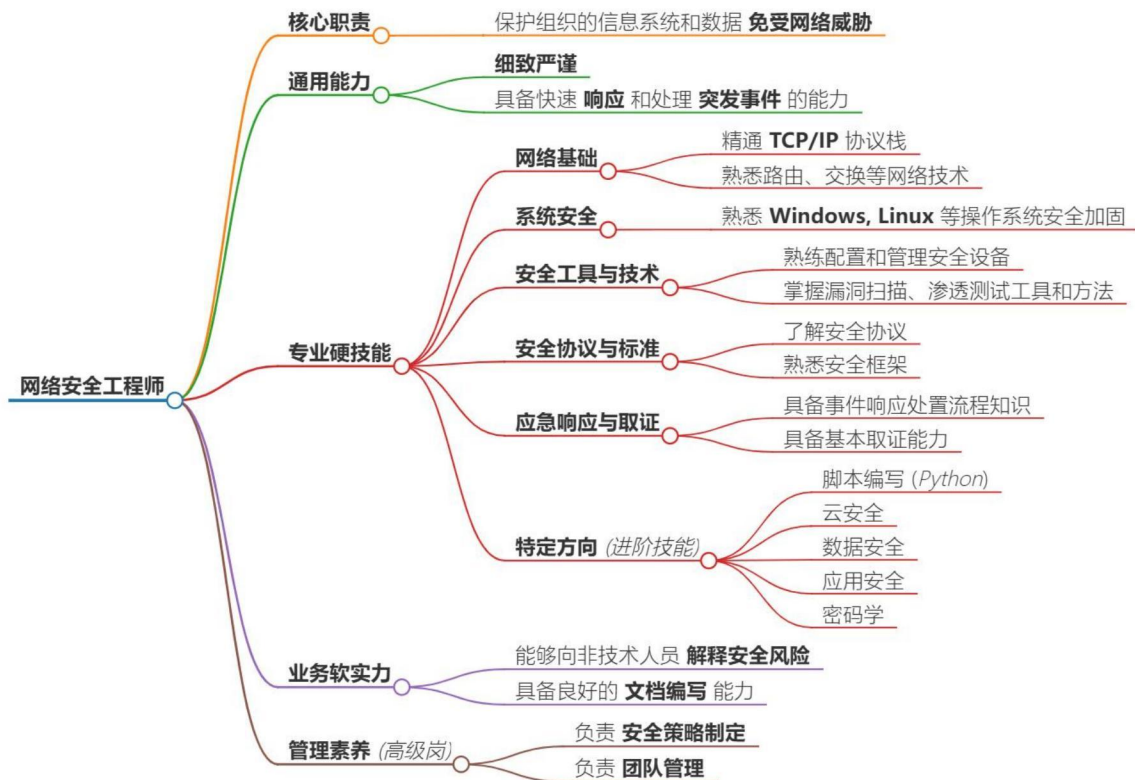 核心职责
保护组织的信息系统和数据 免受网络威胁
通用能力
细致严谨
具备快速 响应 和处理 突发事件 的能力
网络安全工程师
专业硬技能
网络基础
精通 TCP/IP 协议栈
熟悉路由、交换等网络技术
系统安全
熟悉 Windows, Linux 等操作系统安全加固
安全工具与技术
熟练配置和管理安全设备
掌握漏洞扫描、渗透测试工具和方法
安全协议与标准
了解安全协议
熟悉安全框架
应急响应与取证
具备事件响应处置流程知识
具备基本取证能力
特定方向 (进阶技能)
脚本编写 (Python)
云安全
数据安全
应用安全
密码学
业务软实力
能够向非技术人员 解释安全风险
具备良好的 文档编写 能力
管理素养 (高级岗)
负责 安全策略制定
负责 团队管理